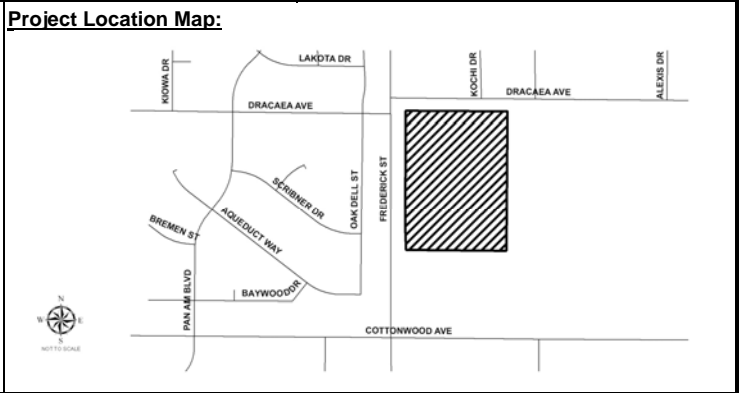 Project Location Map:
LAKOTA DR
KIOWA DR
KOCHI DR
ALEXIS DR
DRACAEA AVE
DRACAEA AVE
SCRIBNER DR
OAK DELL ST
FREDERICK ST
AQUEDUCT WAY
BREMEN ST
BAYWOOD DR
PAN AM BLVD
COTTONWOOD AVE
N
W
E
S
NOT TO SCALE